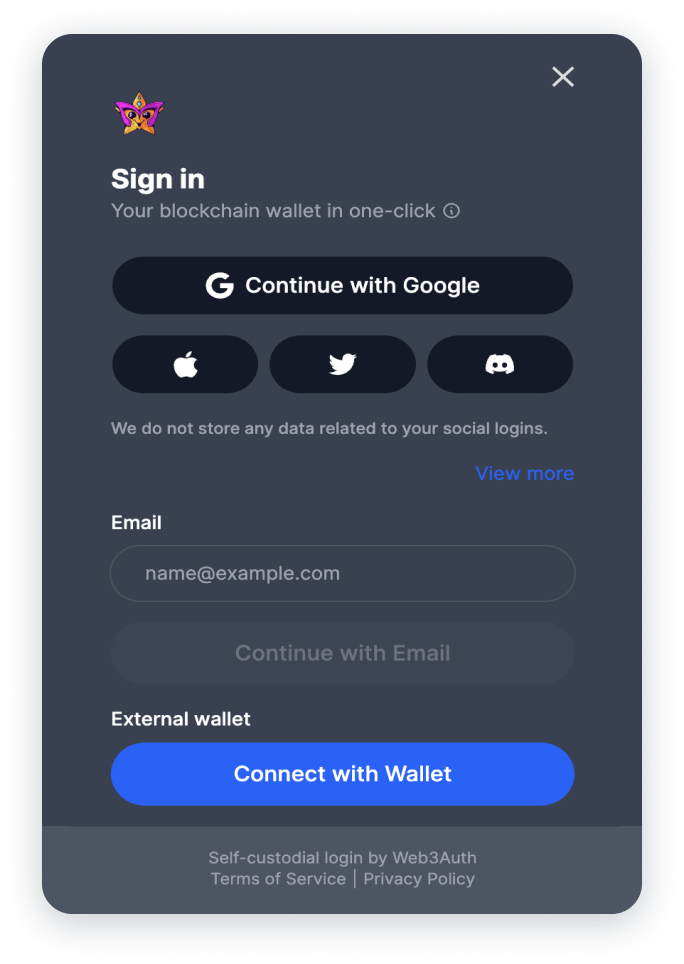 Sign in
Your blockchain wallet in one-click
Continue with Google
We do not store any data related to your social logins.
View more
Email
name@example.com
Continue with Email
External wallet
Connect with Wallet
Self-custodial login by Web3Auth
Terms of Service | Privacy Policy